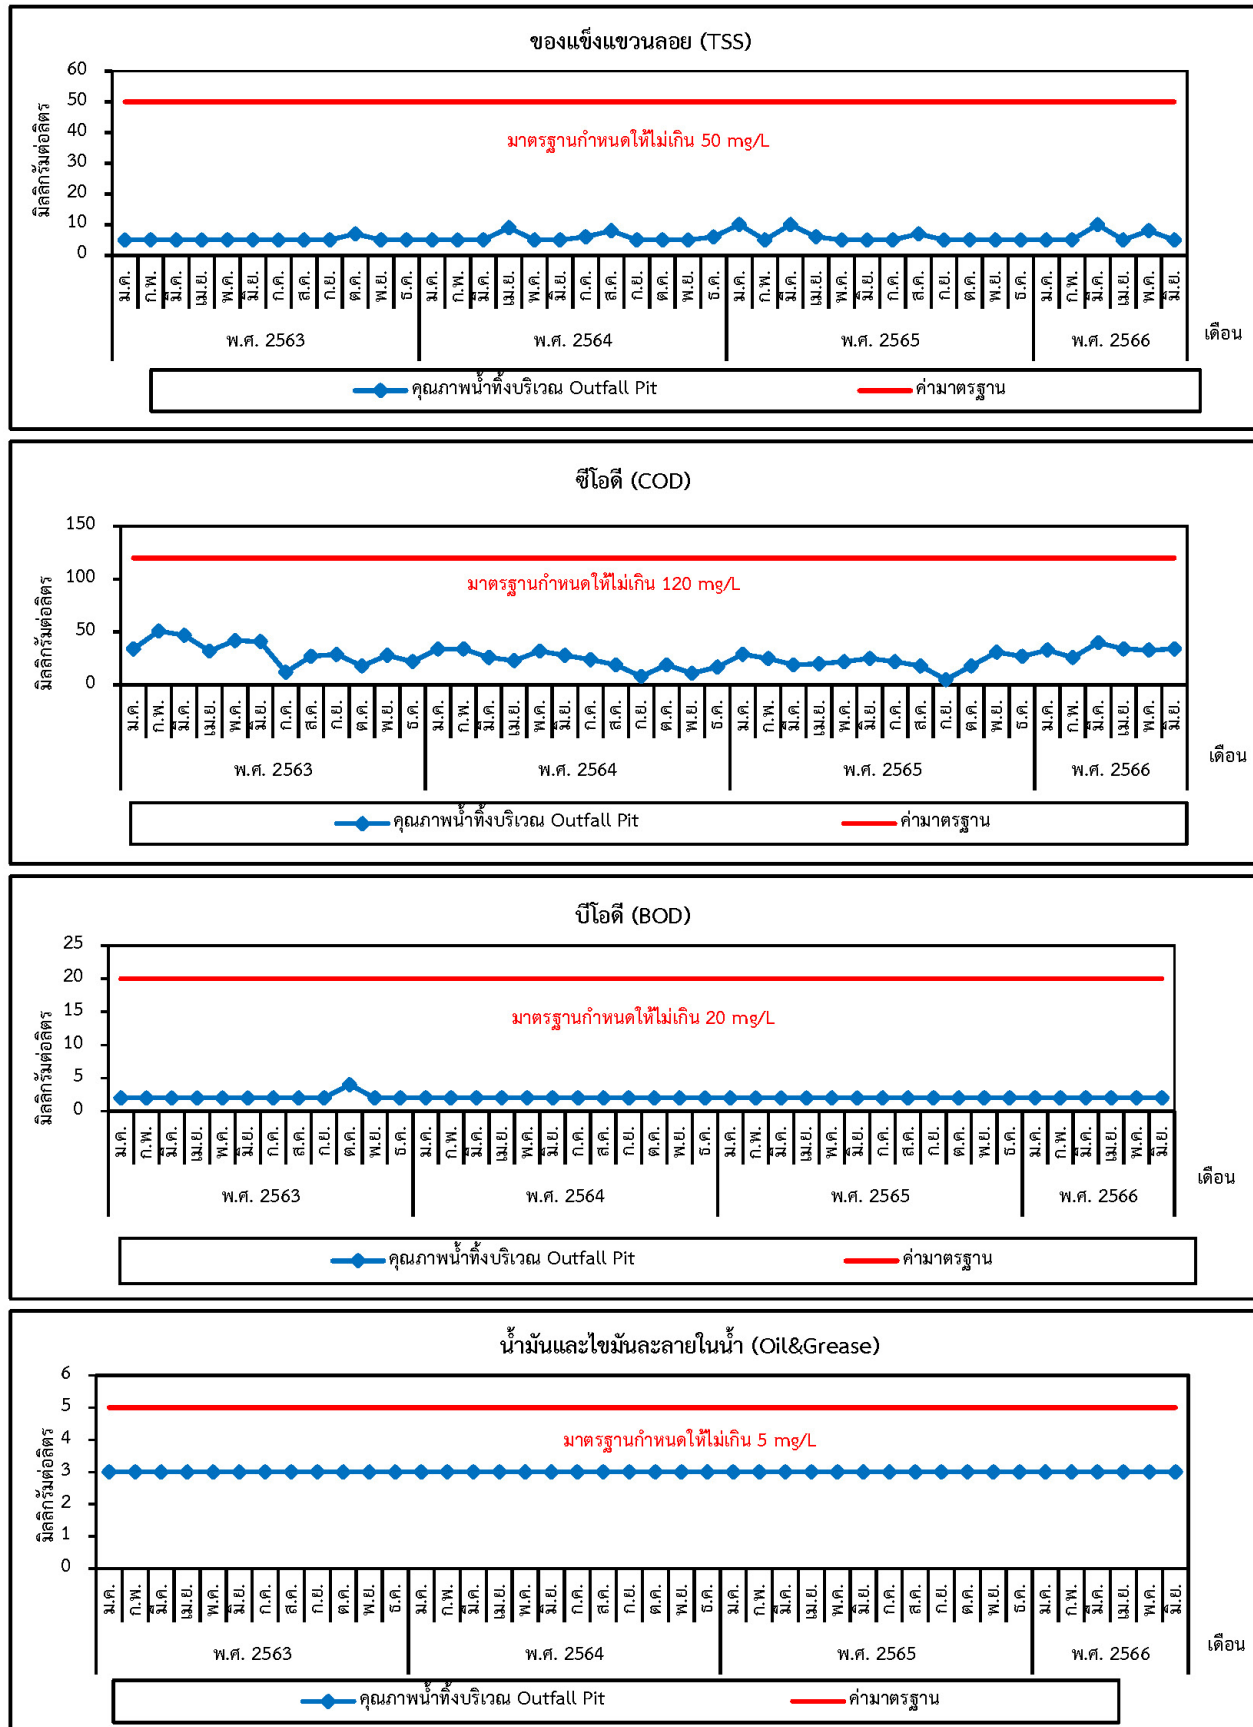 ของแข็งแขวนลอย (TSS)
มิลลิกรัมต่อลิตร
60
50
40
30
20
10
0
มาตรฐานกำหนดให้ไม่เกิน 50 mg/L
ม.ค. ก.พ. มี.ค. เม.ย. พ.ค. มิ.ย. ก.ค. ส.ค. ก.ย. ต.ค. พ.ย. ธ.ค. ม.ค. ก.พ. มี.ค. เม.ย. พ.ค. มิ.ย. ก.ค. ส.ค. ก.ย. ต.ค. พ.ย. ธ.ค. ม.ค. ก.พ. มี.ค. เม.ย. พ.ค. มิ.ย. ก.ค. ส.ค. ก.ย. ต.ค. พ.ย. ธ.ค. ม.ค. ก.พ. มี.ค. เม.ย. พ.ค. มิ.ย.
พ.ศ. 2563 พ.ศ. 2564 พ.ศ. 2565 พ.ศ. 2566 เดือน
คุณภาพน้ำทิ้งบริเวณ Outfall Pit ค่ามาตรฐาน
ซีโอดี (COD)
มิลลิกรัมต่อลิตร
150
100
50
0
มาตรฐานกำหนดให้ไม่เกิน 120 mg/L
ม.ค. ก.พ. มี.ค. เม.ย. พ.ค. มิ.ย. ก.ค. ส.ค. ก.ย. ต.ค. พ.ย. ธ.ค. ม.ค. ก.พ. มี.ค. เม.ย. พ.ค. มิ.ย. ก.ค. ส.ค. ก.ย. ต.ค. พ.ย. ธ.ค. ม.ค. ก.พ. มี.ค. เม.ย. พ.ค. มิ.ย. ก.ค. ส.ค. ก.ย. ต.ค. พ.ย. ธ.ค. ม.ค. ก.พ. มี.ค. เม.ย. พ.ค. มิ.ย.
พ.ศ. 2563 พ.ศ. 2564 พ.ศ. 2565 พ.ศ. 2566 เดือน
คุณภาพน้ำทิ้งบริเวณ Outfall Pit ค่ามาตรฐาน
บีโอดี (BOD)
มิลลิกรัมต่อลิตร
25
20
15
10
5
0
มาตรฐานกำหนดให้ไม่เกิน 20 mg/L
ม.ค. ก.พ. มี.ค. เม.ย. พ.ค. มิ.ย. ก.ค. ส.ค. ก.ย. ต.ค. พ.ย. ธ.ค. ม.ค. ก.พ. มี.ค. เม.ย. พ.ค. มิ.ย. ก.ค. ส.ค. ก.ย. ต.ค. พ.ย. ธ.ค. ม.ค. ก.พ. มี.ค. เม.ย. พ.ค. มิ.ย. ก.ค. ส.ค. ก.ย. ต.ค. พ.ย. ธ.ค. ม.ค. ก.พ. มี.ค. เม.ย. พ.ค. มิ.ย.
พ.ศ. 2563 พ.ศ. 2564 พ.ศ. 2565 พ.ศ. 2566 เดือน
คุณภาพน้ำทิ้งบริเวณ Outfall Pit ค่ามาตรฐาน
น้ำมันและไขมันละลายในน้ำ (Oil&Grease)
มิลลิกรัมต่อลิตร
6
5
4
3
2
1
0
มาตรฐานกำหนดให้ไม่เกิน 5 mg/L
ม.ค. ก.พ. มี.ค. เม.ย. พ.ค. มิ.ย. ก.ค. ส.ค. ก.ย. ต.ค. พ.ย. ธ.ค. ม.ค. ก.พ. มี.ค. เม.ย. พ.ค. มิ.ย. ก.ค. ส.ค. ก.ย. ต.ค. พ.ย. ธ.ค. ม.ค. ก.พ. มี.ค. เม.ย. พ.ค. มิ.ย. ก.ค. ส.ค. ก.ย. ต.ค. พ.ย. ธ.ค. ม.ค. ก.พ. มี.ค. เม.ย. พ.ค. มิ.ย.
พ.ศ. 2563 พ.ศ. 2564 พ.ศ. 2565 พ.ศ. 2566 เดือน
คุณภาพน้ำทิ้งบริเวณ Outfall Pit ค่ามาตรฐาน